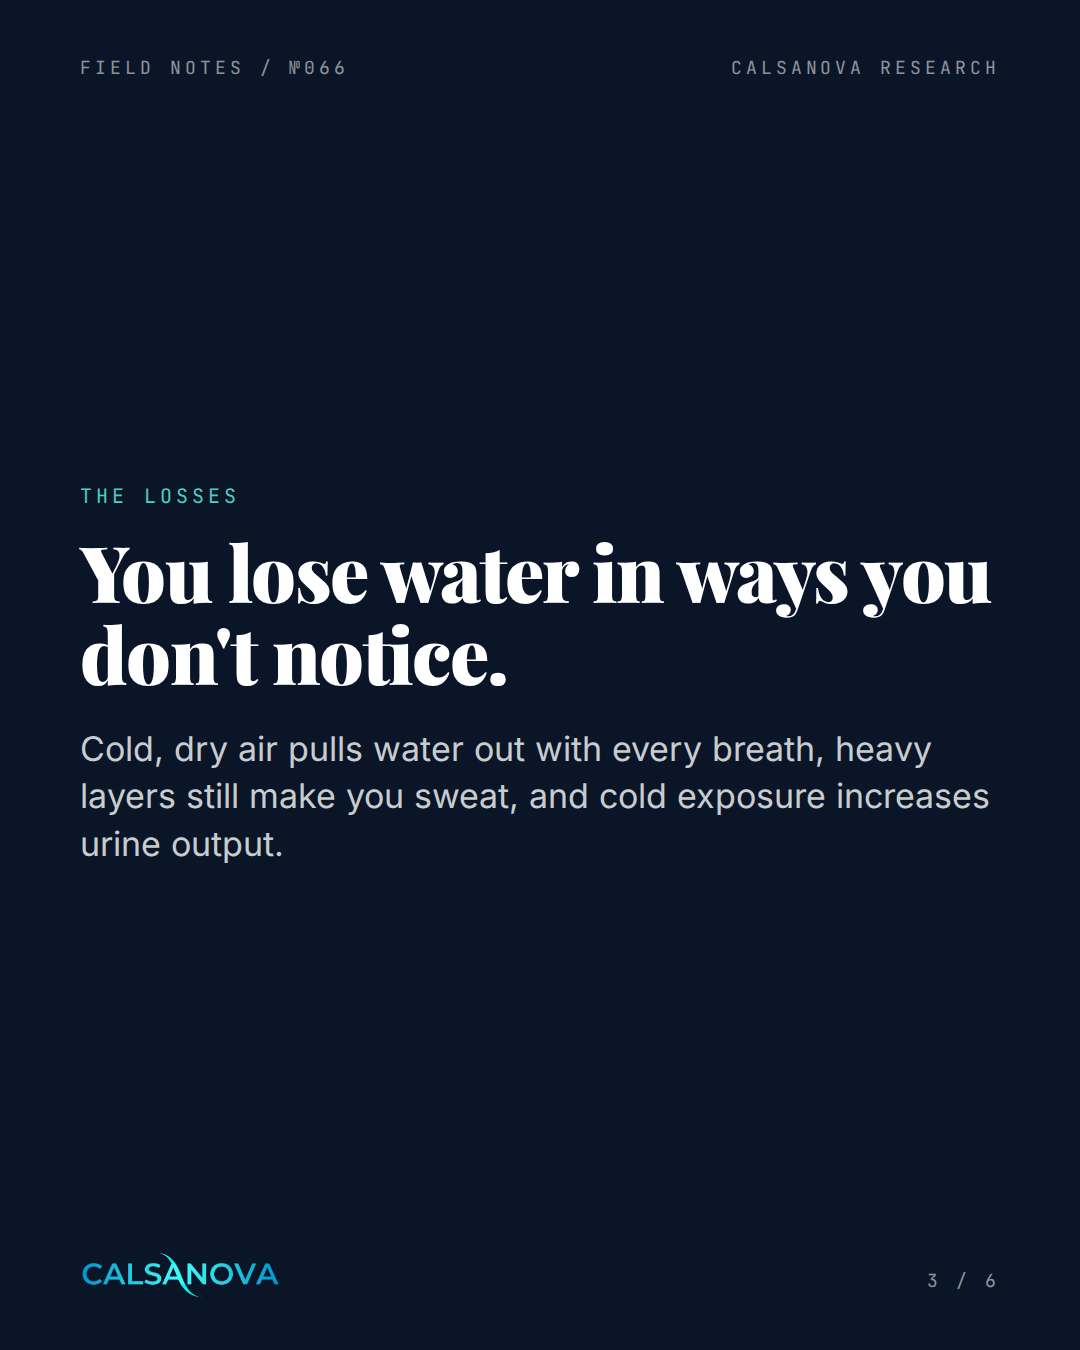 FIELD NOTES / №066
CALSANOVA RESEARCH
THE LOSSES
You lose water in ways you
don't notice.
Cold, dry air pulls water out with every breath, heavy
layers still make you sweat, and cold exposure increases
urine output.
CALSANOVA
3 / 6